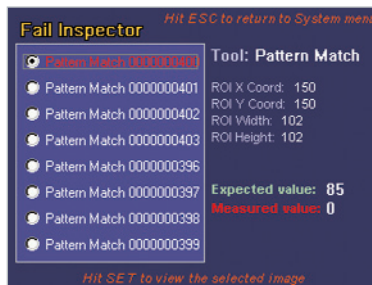 Hit ESC to return to System menu
Fail Inspector
Pattern Match 0000000400
Pattern Match 0000000401
Pattern Match 0000000402
Pattern Match 0000000403
Pattern Match 0000000396
Pattern Match 0000000397
Pattern Match 0000000398
Pattern Match 0000000399
Tool: Pattern Match
ROI X Coord: 150
ROI Y Coord: 150
ROI Width: 102
ROI Height: 102
Expected value: 85
Measured value: 0
Hit SET to view the selected image